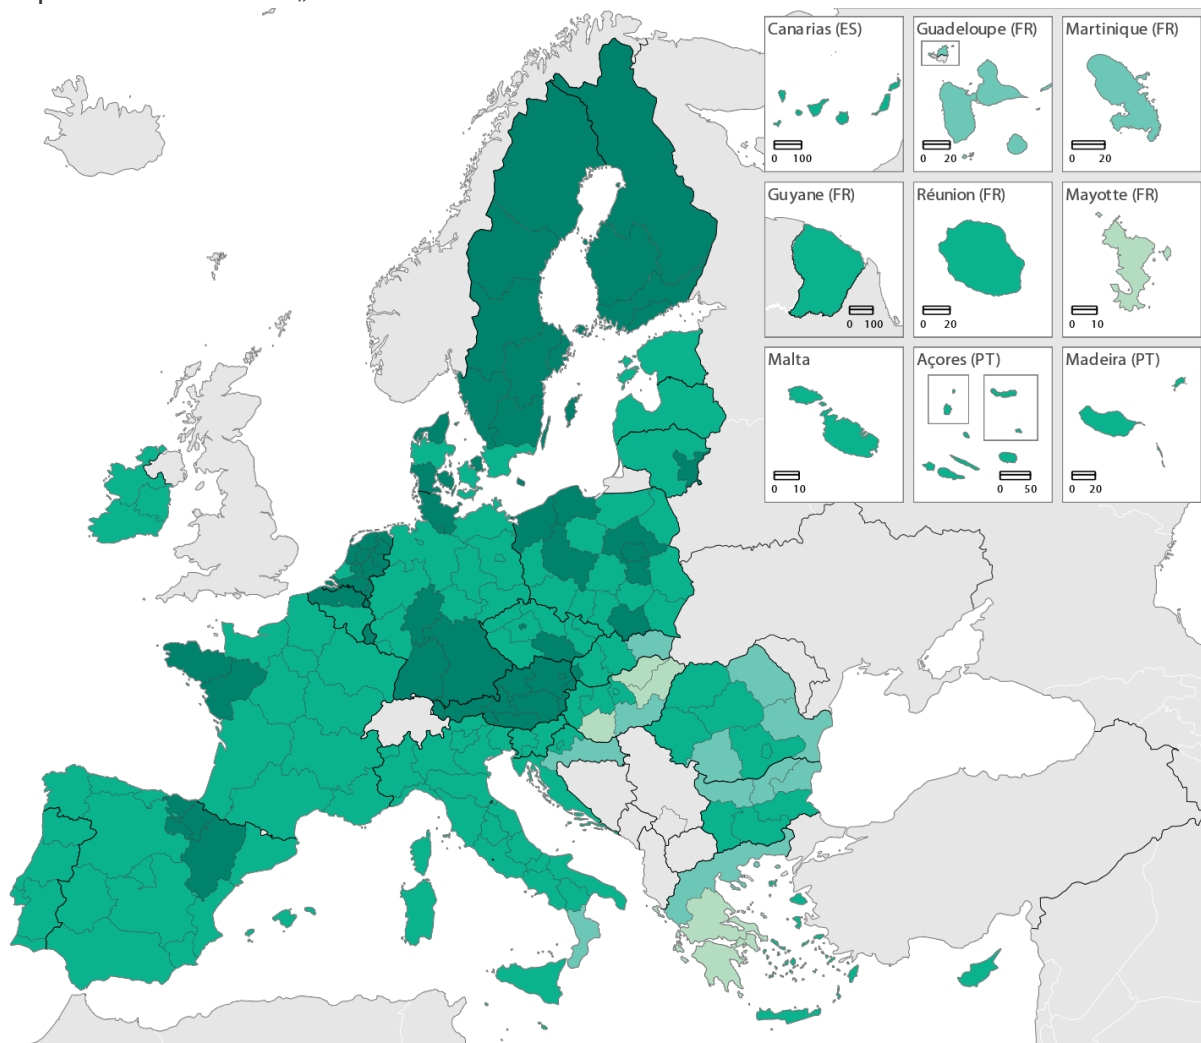 Canarias (ES)
0 100
Guadeloupe (FR)
0 20
Martinique (FR)
0 20
Guyane (FR)
0 100
Réunion (FR)
0 20
Mayotte (FR)
0 10
Malta
0 10
Açores (PT)
0 50
Madeira (PT)
0 20